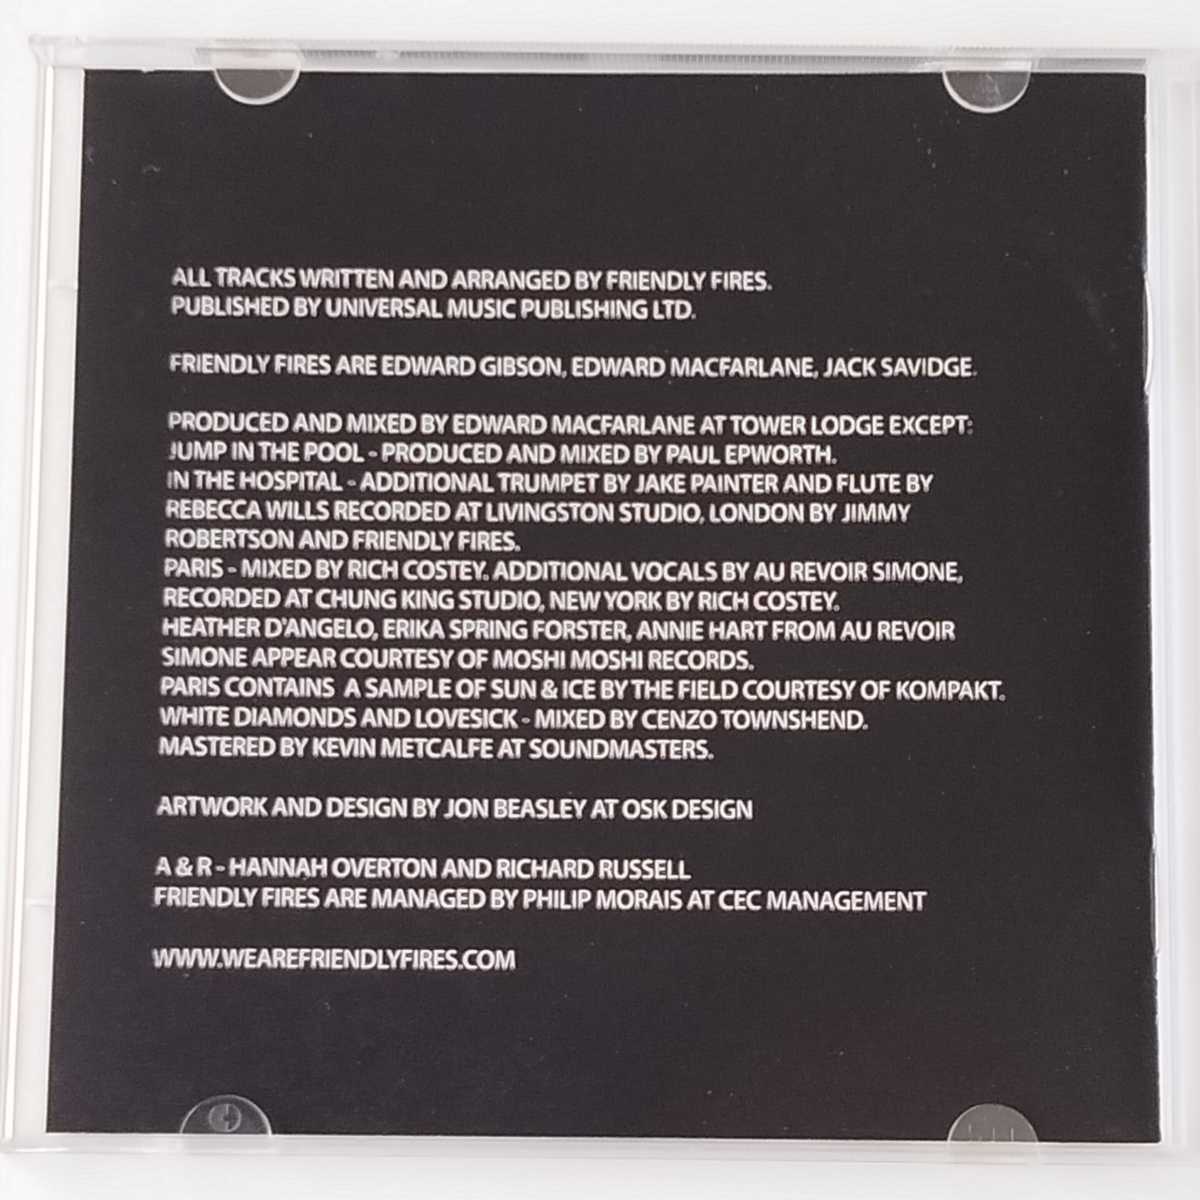 ALL TRACKS WRITTEN AND ARRANGED BY FRIENDLY FIRES.
PUBLISHED BY UNIVERSAL MUSIC PUBLISHING LTD.
FRIENDLY FIRES ARE EDWARD GIBSON, EDWARD MACFARLANE, JACK SAVIDGE.
PRODUCED AND MIXED BY EDWARD MACFARLANE AT TOWER LODGE EXCEPT:
JUMP IN THE POOL - PRODUCED AND MIXED BY PAUL EPWORTH.
IN THE HOSPITAL - ADDITIONAL TRUMPET BY JAKE PAINTER AND FLUTE BY
REBECCA WILLS RECORDED AT LIVINGSTON STUDIO, LONDON BY JIMMY
ROBERTSON AND FRIENDLY FIRES.
PARIS - MIXED BY RICH COSTEY. ADDITIONAL VOCALS BY AU REVOIR SIMONE,
RECORDED AT CHUNG KING STUDIO, NEW YORK BY RICH COSTEY.
HEATHER D'ANGELO, ERIKA SPRING FORSTER, ANNIE HART FROM AU REVOIR
SIMONE APPEAR COURTESY OF MOSHI MOSHI RECORDS.
PARIS CONTAINS A SAMPLE OF SUN & ICE BY THE FIELD COURTESY OF KOMPAKT.
WHITE DIAMONDS AND LOVESICK - MIXED BY CENZO TOWNSHEND.
MASTERED BY KEVIN METCALFE AT SOUNDMASTERS.
ARTWORK AND DESIGN BY JON BEASLEY AT OSK DESIGN
A & R - HANNAH OVERTON AND RICHARD RUSSELL
FRIENDLY FIRES ARE MANAGED BY PHILIP MORAIS AT CEC MANAGEMENT
WWW.WEAREFRIENDLYFIRES.COM